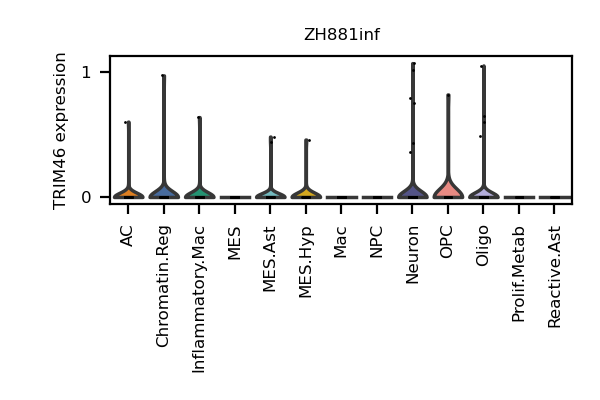 ZH881inf
TRIM46 expression
1
0
AC
Chromatin.Reg
Inflammatory.Mac
MES
MES.Ast
MES.Hyp
Mac
NPC
Neuron
OPC
Oligo
Prolif.Metab
Reactive.Ast